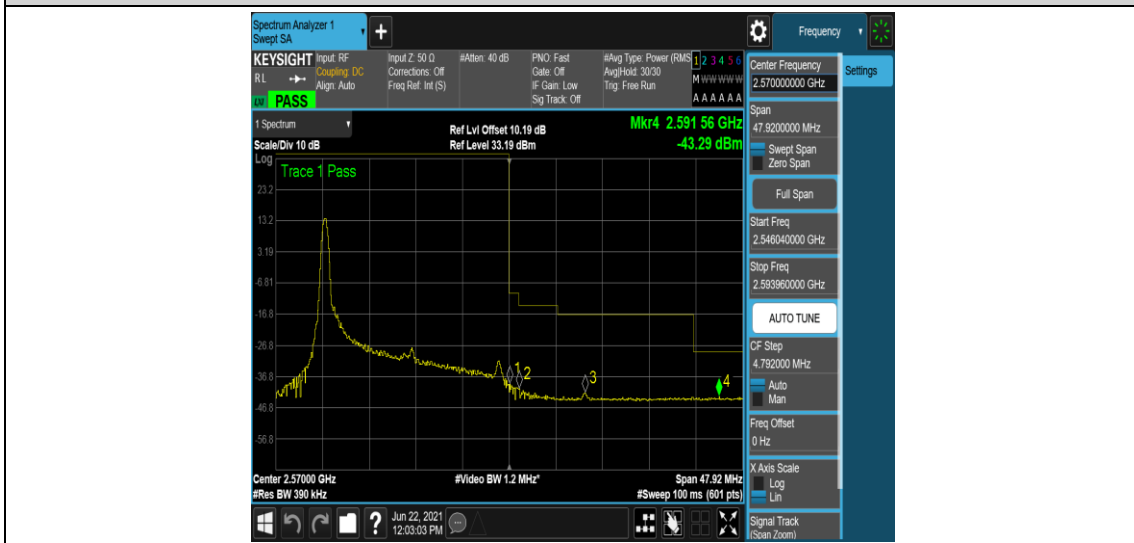 Spectrum Analyzer 1
Swept SA
+
Frequency
KEYSIGHT
Input: RF
Coupling: DC
Align: Auto
Input Z: 50 Ω
Corrections: Off
Freq Ref: Int (S)
#Atten: 40 dB
PNO: Fast
Gate: Off
IF Gain: Low
Sig Track: Off
#Avg Type: Power (RMS
Avg|Hold: 30/30
Trig: Free Run
1 2 3 4 5 6
M W W W W W
A A A A A A
RL
LXI
PASS
1 Spectrum
Scale/Div 10 dB
Ref Lvl Offset 10.19 dB
Ref Level 33.19 dBm
Mkr4 2.591 56 GHz
-43.29 dBm
Log
Trace 1 Pass
23.2
13.2
3.19
-6.81
-16.8
-26.8
-36.8
-46.8
-56.8
1
2
3
4
Center 2.57000 GHz
#Res BW 390 kHz
#Video BW 1.2 MHz*
Span 47.92 MHz
#Sweep 100 ms (601 pts)
?
Jun 22, 2021
12:03:03 PM
Center Frequency
2.570000000 GHz
Settings
Span
47.9200000 MHz
Swept Span
Zero Span
Full Span
Start Freq
2.546040000 GHz
Stop Freq
2.593960000 GHz
AUTO TUNE
CF Step
4.792000 MHz
Auto
Man
Freq Offset
0 Hz
X Axis Scale
Log
Lin
Signal Track
(Span Zoom)